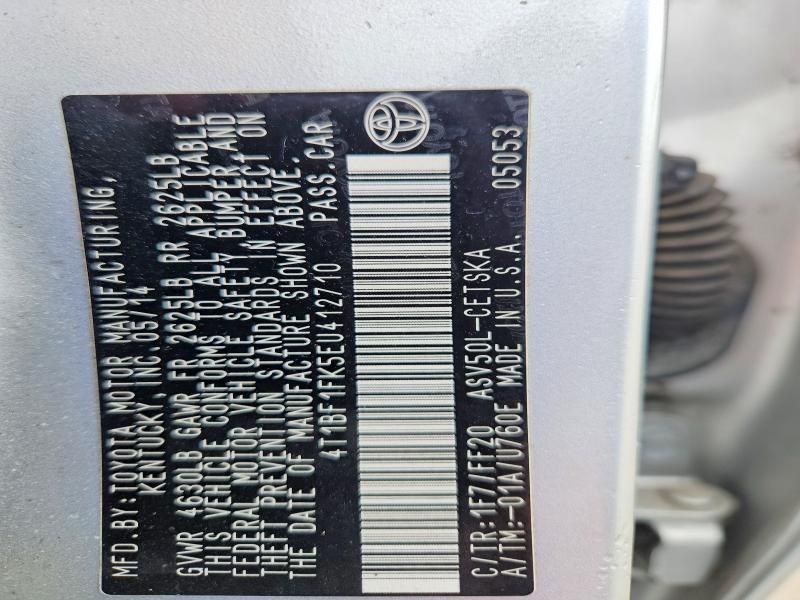 MFD.BY:TOYOTA MOTOR MANUFACTURING,
KENTUCKY, INC. 05/14
GVWR 4630LB GAWR FR 2625LB RR 2625LB
THIS VEHICLE CONFORMS TO ALL APPLICABLE
FEDERAL MOTOR VEHICLE SAFETY, BUMPER, AND
THEFT PREVENTION STANDARDS IN EFFECT ON
THE DATE OF MANUFACTURE SHOWN ABOVE.
4T1BF1FK5EU412710 PASS.CAR
C/TR:1F7/FF20 ASV50L-CETSKA
A/TM:-01A/U760E MADE IN U.S.A. 05053